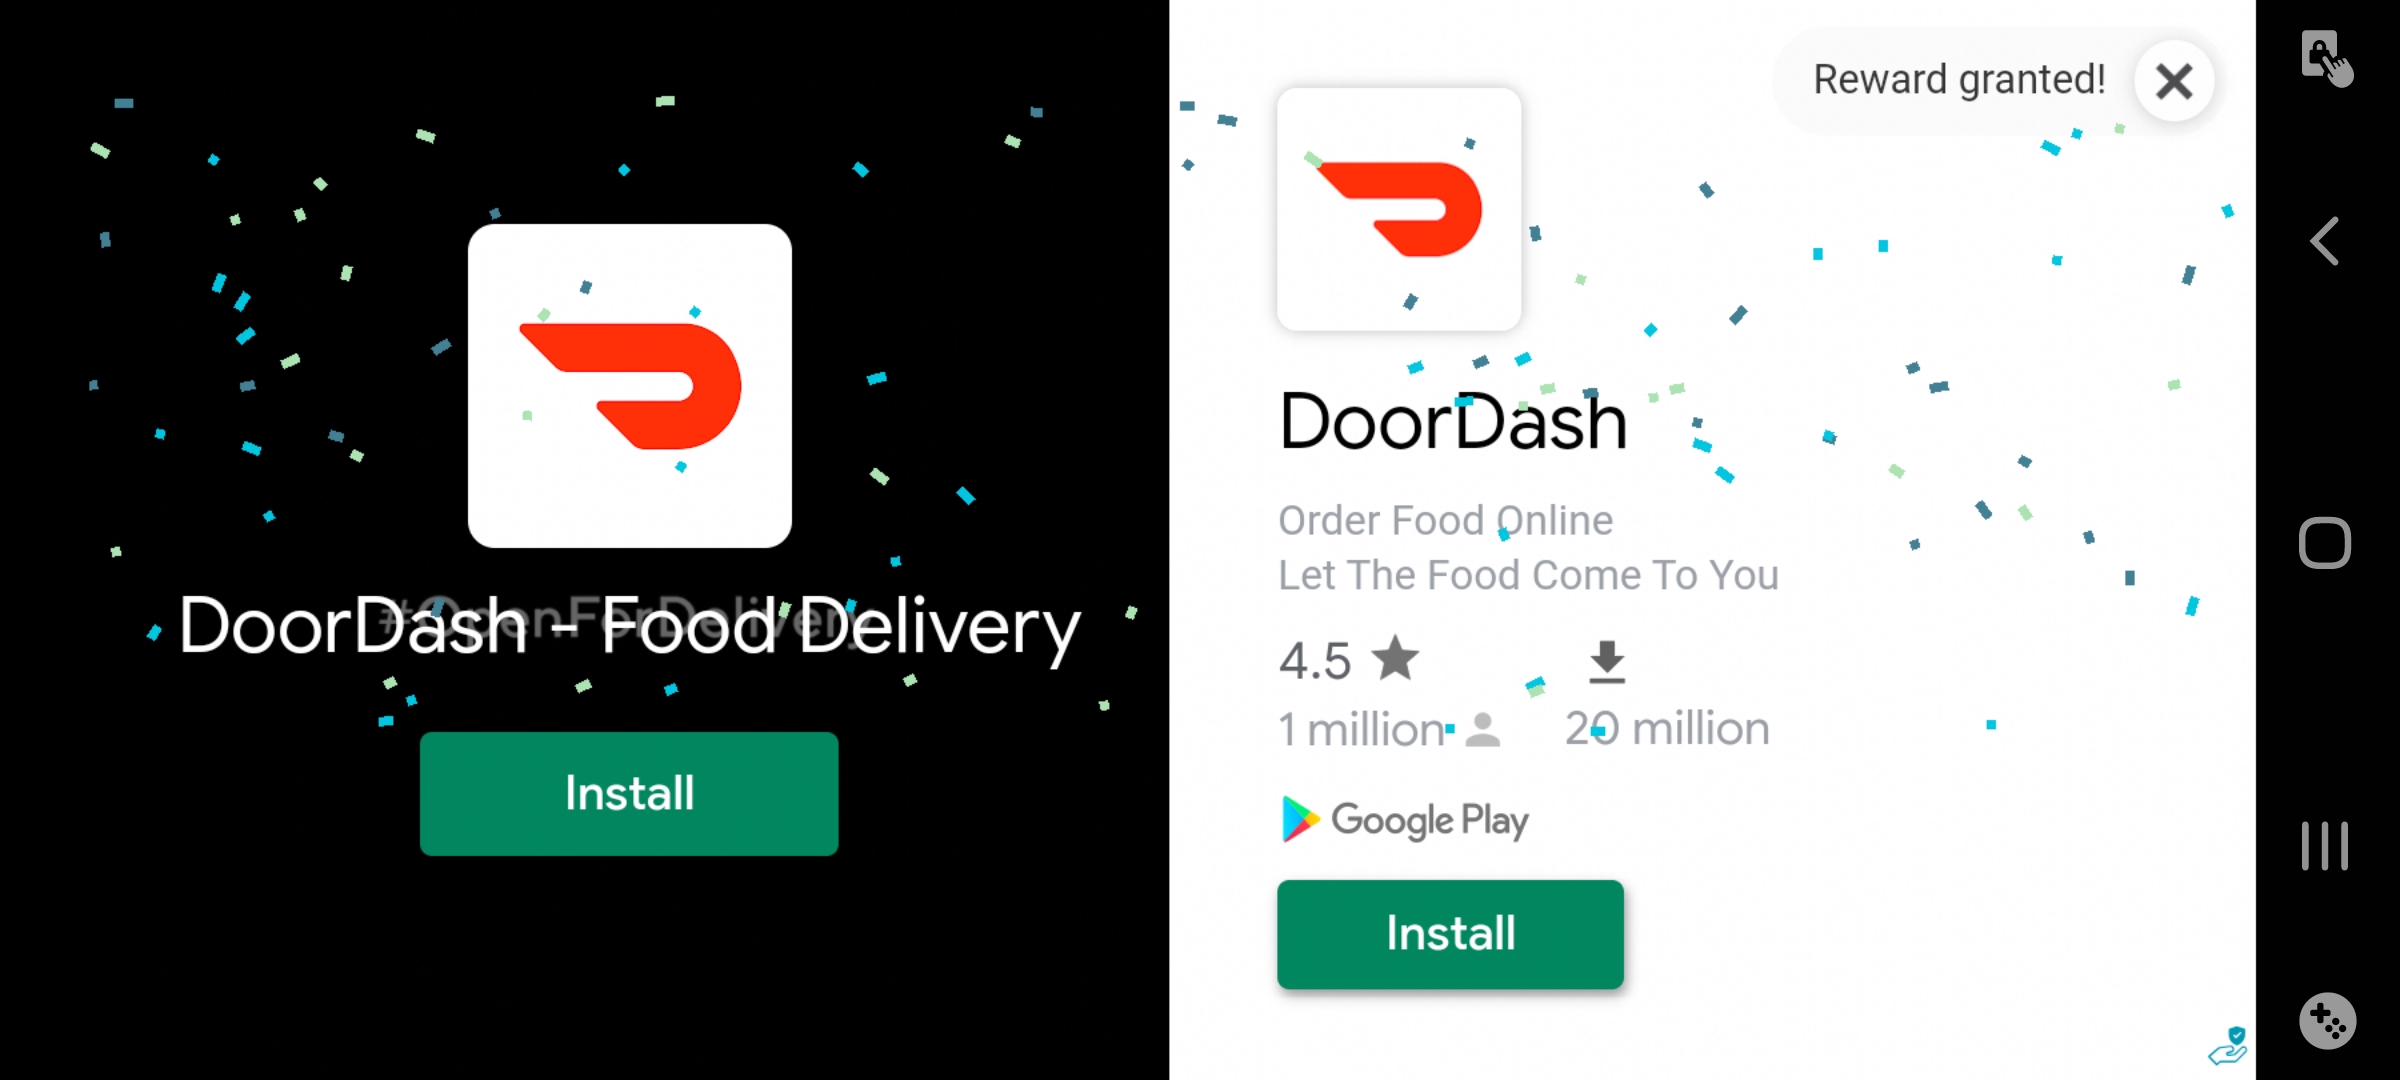 #OpenForDelivery
DoorDash - Food Delivery
Install
Reward granted!
DoorDash
Order Food Online
Let The Food Come To You
4.5
1 million
20 million
Google Play
Install